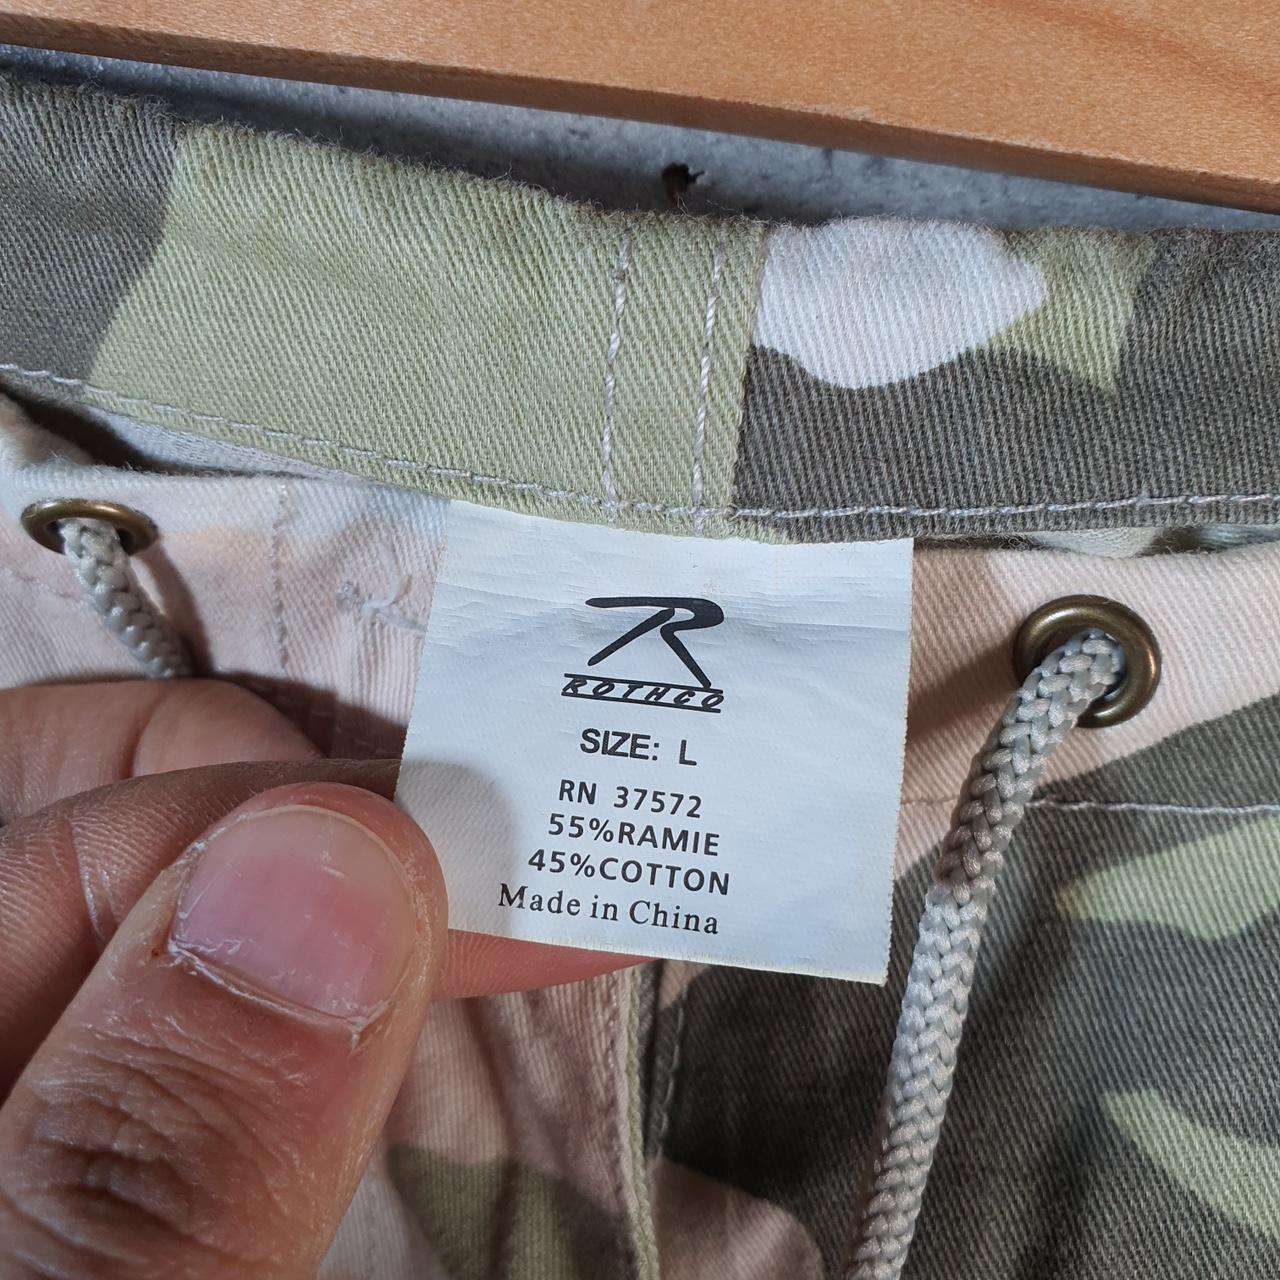 R
ROTHCO
SIZE: L
RN 37572
55%RAMIE
45%COTTON
Made in China